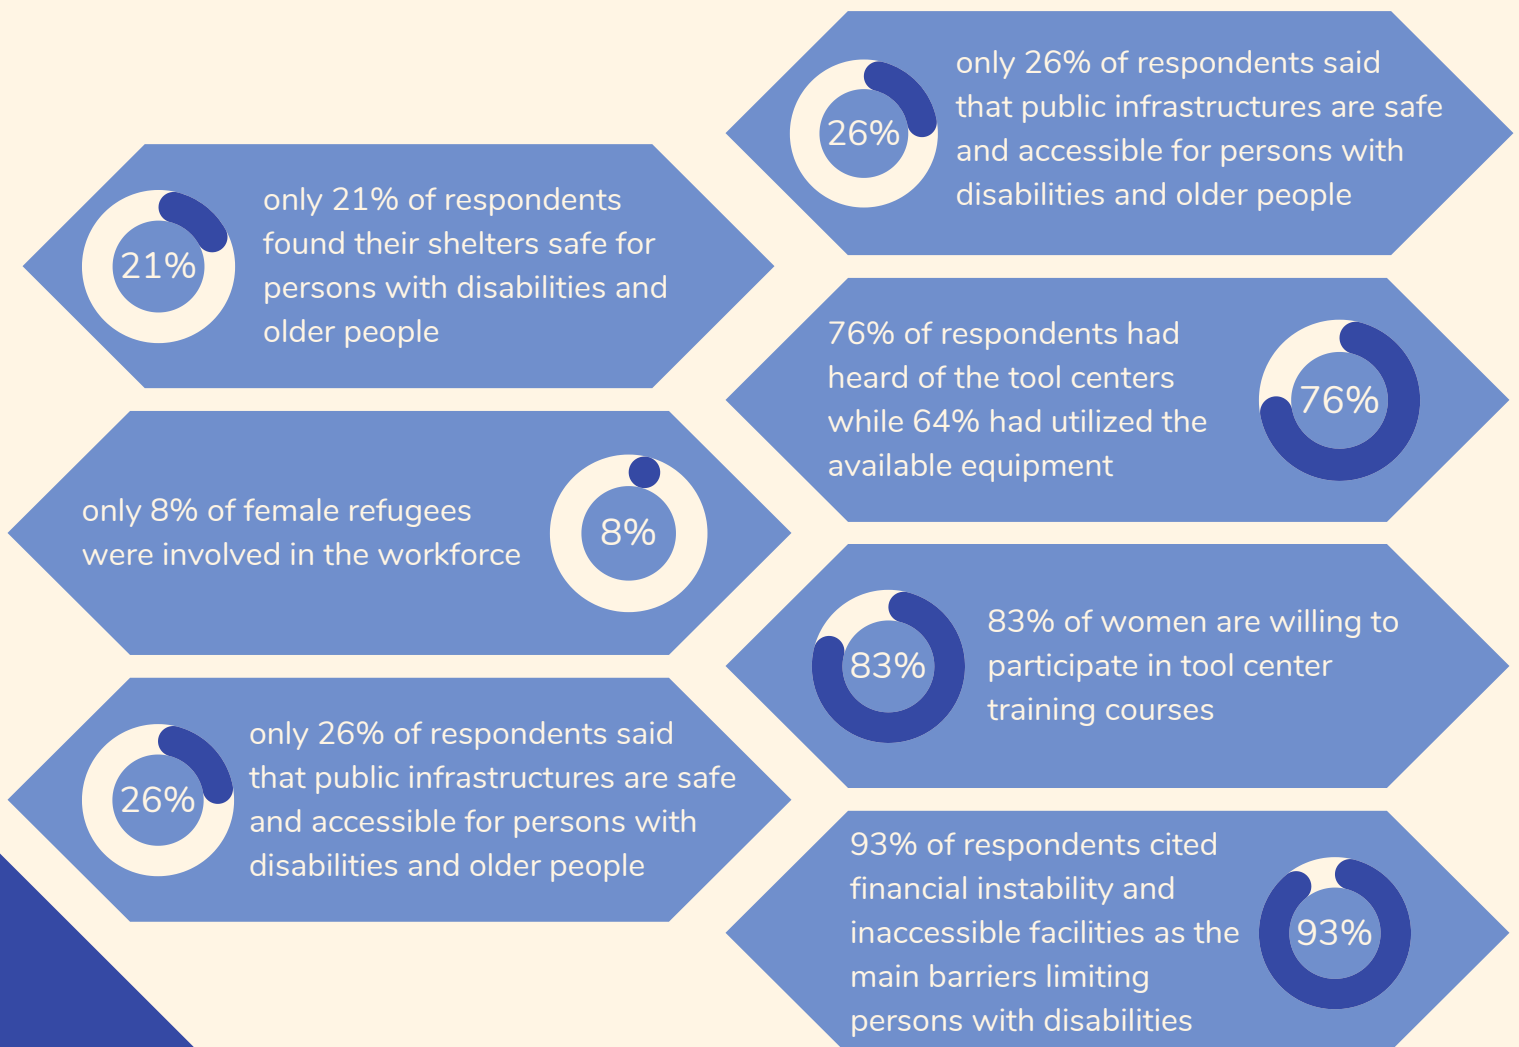 21%
only 21% of respondents
found their shelters safe for
persons with disabilities and
older people
only 8% of female refugees
were involved in the workforce
8%
26%
only 26% of respondents said
that public infrastructures are safe
and accessible for persons with
disabilities and older people
26%
only 26% of respondents said
that public infrastructures are safe
and accessible for persons with
disabilities and older people
76% of respondents had
heard of the tool centers
while 64% had utilized the
available equipment
76%
83%
83% of women are willing to
participate in tool center
training courses
93% of respondents cited
financial instability and
inaccessible facilities as the
main barriers limiting
persons with disabilities
93%